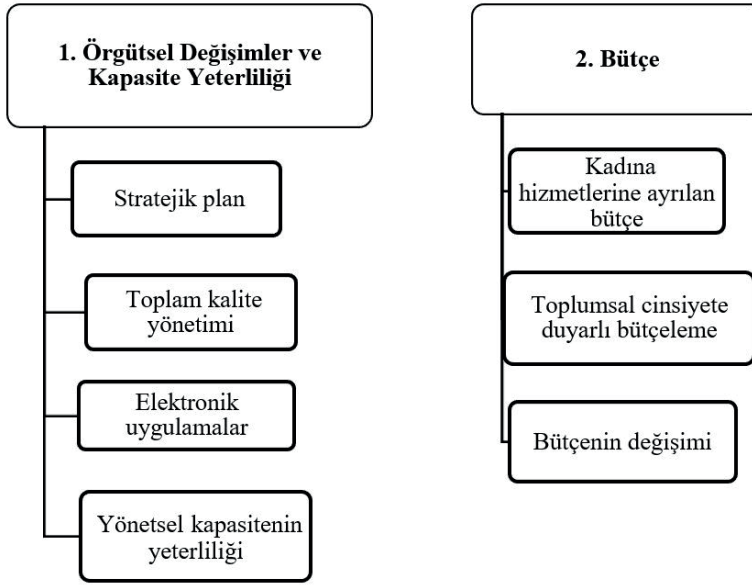 1. Örgütsel Değişimler ve
Kapasite Yeterliliği
Stratejik plan
Toplam kalite
yönetimi
Elektronik
uygulamalar
Yönetsel kapasitenin
yeterliliği
2. Bütçe
Kadına
hizmetlerine ayrılan
bütçe
Toplumsal cinsiyete
duyarlı bütçeleme
Bütçenin değişimi